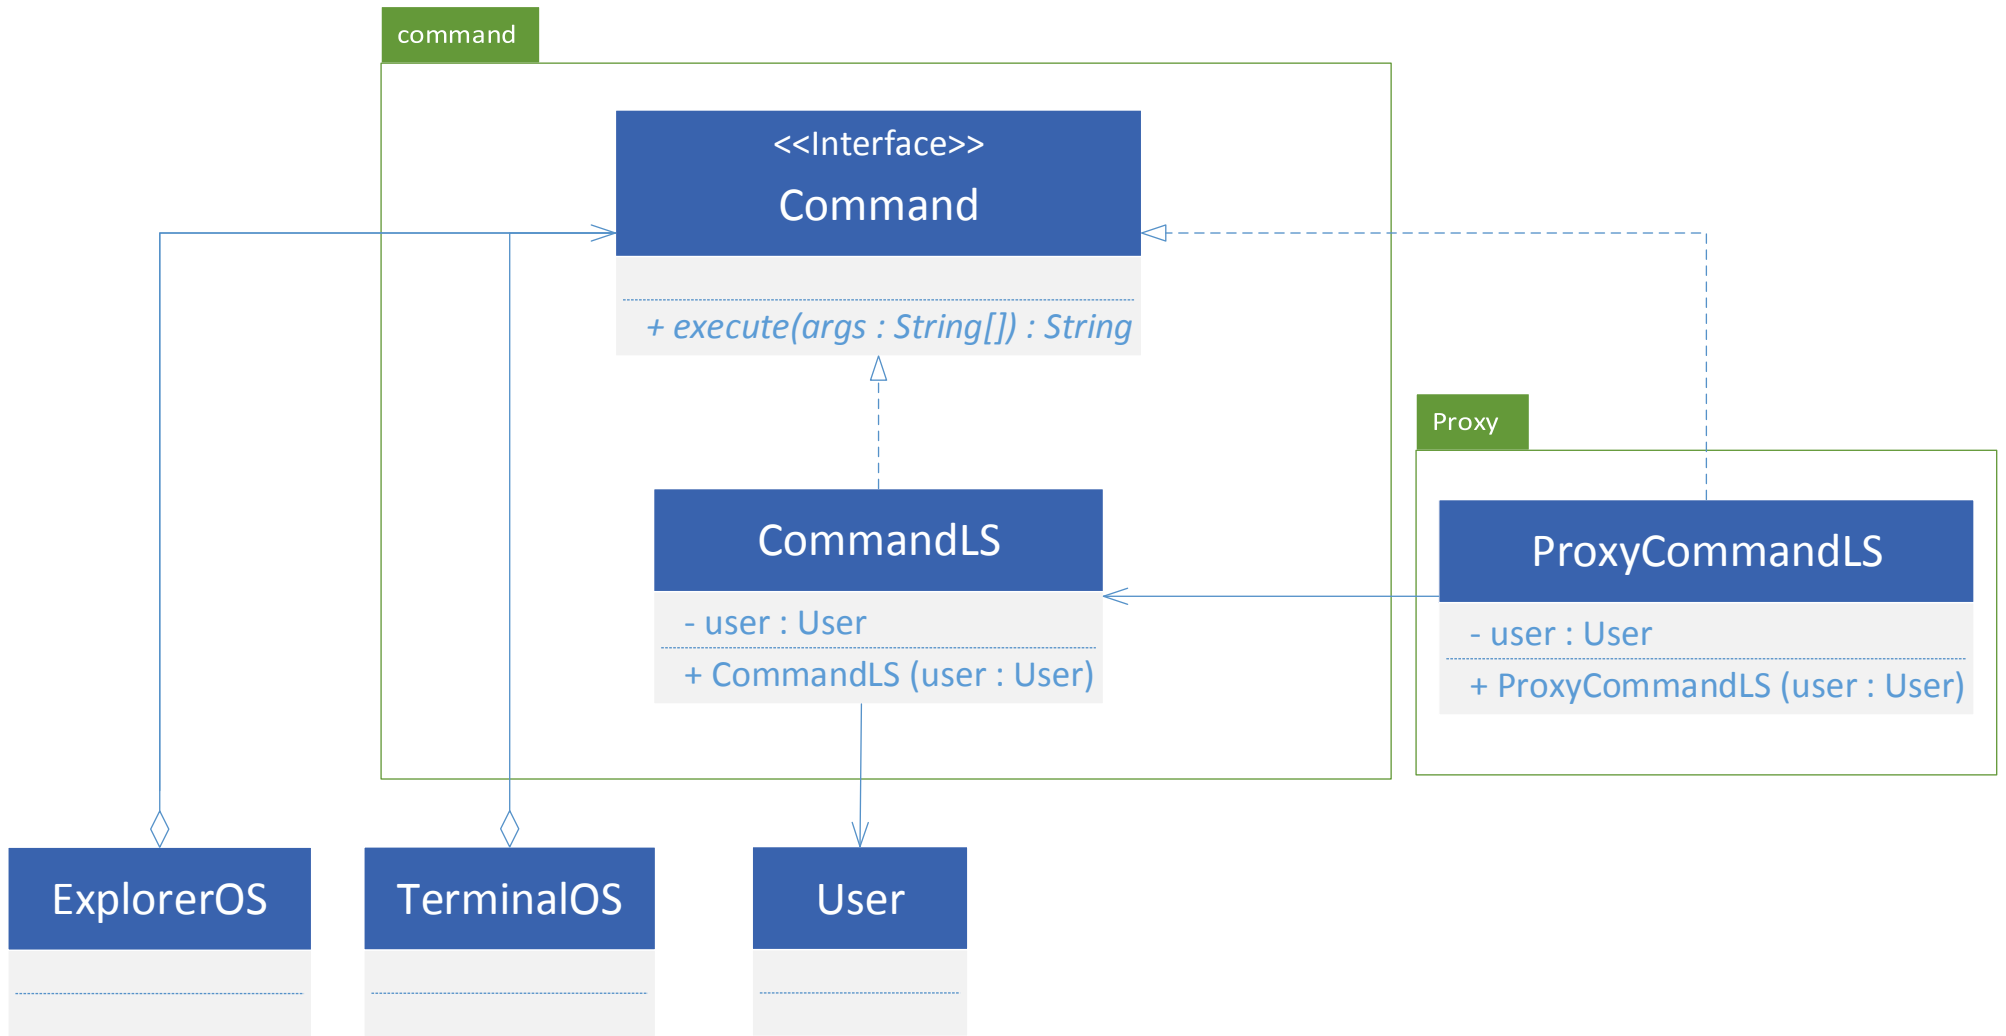 command
<<Interface>>
Command
+ execute(args : String[]) : String
Proxy
CommandLS
- user : User
+ CommandLS (user : User)
ProxyCommandLS
- user : User
+ ProxyCommandLS (user : User)
ExplorerOS
TerminalOS
User